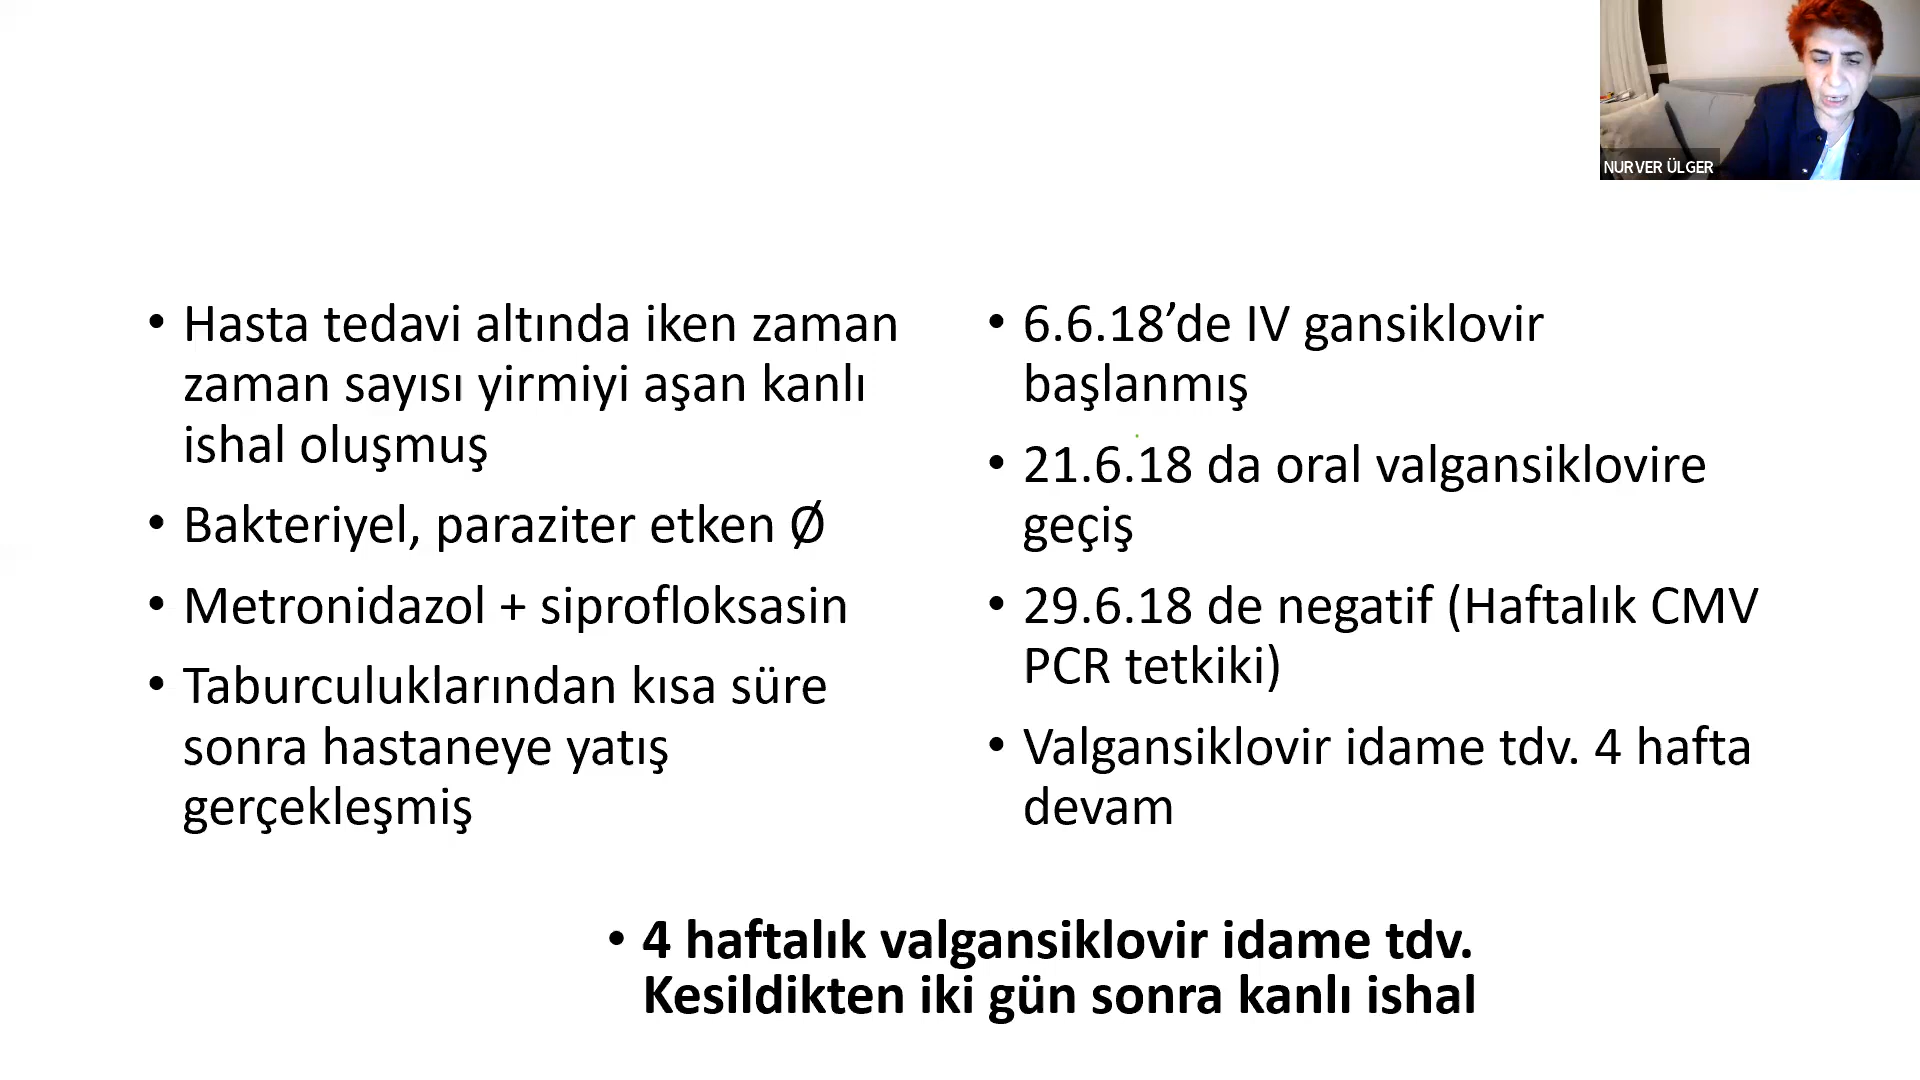 NURVER ÜLGER
• Hasta tedavi altında iken zaman
zaman sayısı yirmiyi aşan kanlı
ishal oluşmuş
• Bakteriyel, paraziter etken Ø
• Metronidazol + siprofloksasin
• Taburculuklarından kısa süre
sonra hastaneye yatış
gerçekleşmiş
• 6.6.18’de IV gansiklovir
başlanmış
• 21.6.18 da oral valgansiklovire
geçiş
• 29.6.18 de negatif (Haftalık CMV
PCR tetkiki)
• Valgansiklovir idame tdv. 4 hafta
devam
• 4 haftalık valgansiklovir idame tdv.
Kesildikten iki gün sonra kanlı ishal